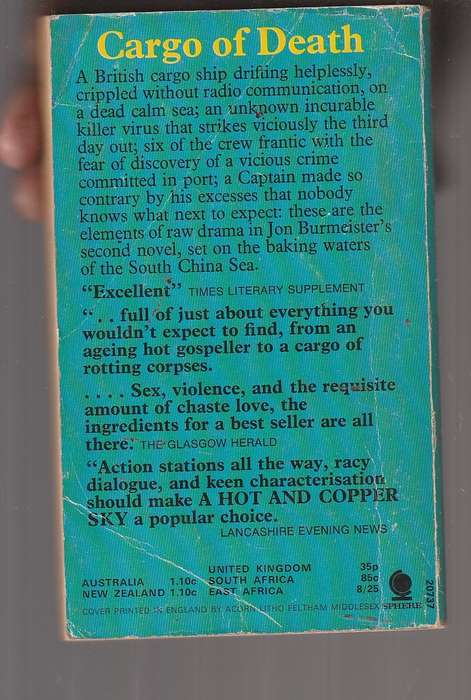 Cargo of Death
A British cargo ship drifting helplessly,
crippled without radio communication, on
a dead calm sea; an unknown incurable
killer virus that strikes viciously the third
day out; six of the crew frantic with the
fear of discovery of a vicious crime
committed in port; a Captain made so
contrary by his excesses that nobody
knows what next to expect: these are the
elements of raw drama in Jon Burmeister's
second novel, set on the baking waters
of the South China Sea.
“Excellent” TIMES LITERARY SUPPLEMENT
“. . full of just about everything you
wouldn't expect to find, from an
ageing hot gospeller to a cargo of
rotting corpses.
. . . . Sex, violence, and the requisite
amount of chaste love, the
ingredients for a best seller are all
there.' THE GLASGOW HERALD
“Action stations all the way, racy
dialogue, and keen characterisation
should make A HOT AND COPPER
SKY a popular choice.
LANCASHIRE EVENING NEWS
UNITED KINGDOM 35p
AUSTRALIA 1.10c SOUTH AFRICA 85c
NEW ZEALAND 1.10c EAST AFRICA 8/25
COVER PRINTED IN ENGLAND BY ACORN LITHO FELTHAM MIDDLESEX
SPHERE
20737